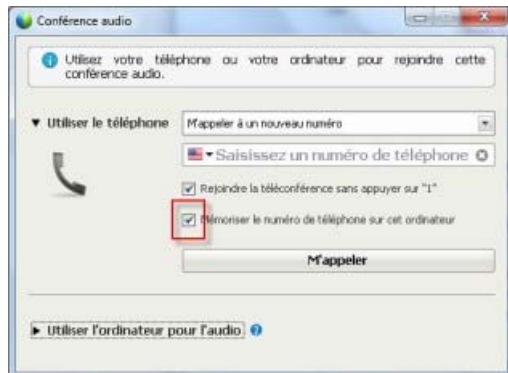 Conférence audio
Utilisez votre téléphone ou votre ordinateur pour rejoindre cette
conférence audio.
Utiliser le téléphone
M'appeler à un nouveau numéro
Saisissez un numéro de téléphone
Rejoindre la téléconférence sans appuyer sur "1"
Mémoriser le numéro de téléphone sur cet ordinateur
M'appeler
Utiliser l'ordinateur pour l'audio